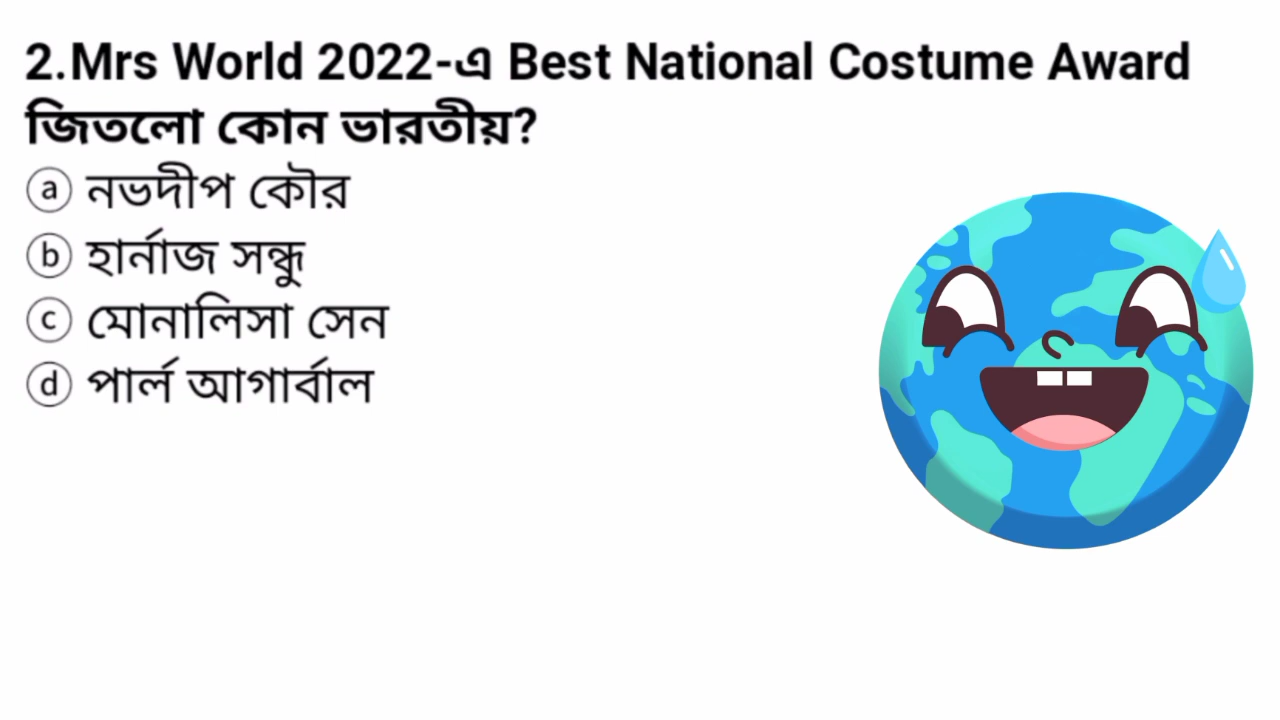 2.Mrs World 2022-এ Best National Costume Award
জিতলো কোন ভারতীয়?
ⓐ নভদীপ কৌর
ⓑ হার্নাজ সন্ধু
ⓒ মোনালিসা সেন
ⓓ পার্ল আগার্বাল